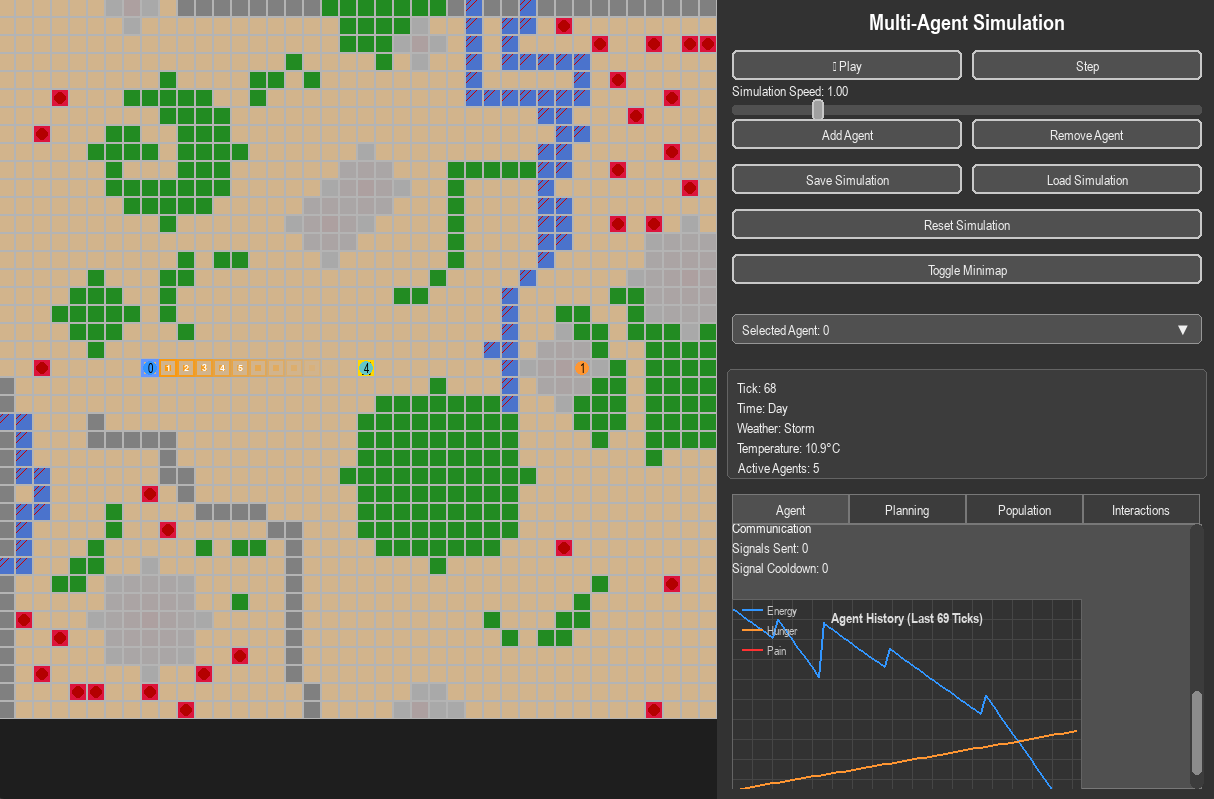 Multi-Agent Simulation
Play
Step
Simulation Speed: 1.00
Add Agent
Remove Agent
Save Simulation
Load Simulation
Reset Simulation
Toggle Minimap
Selected Agent: 0
▼
0 1 2 3 4 5
4
1
Tick: 68
Time: Day
Weather: Storm
Temperature: 10.9°C
Active Agents: 5
Agent
Planning
Population
Interactions
Communication
Signals Sent: 0
Signal Cooldown: 0
Agent History (Last 69 Ticks)
Energy
Hunger
Pain